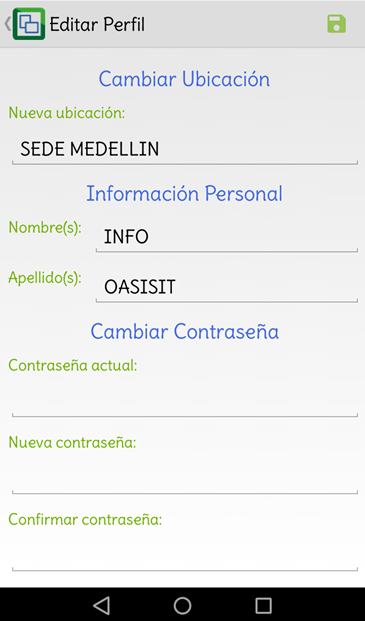 Editar Perfil
Cambiar Ubicación
Nueva ubicación:
SEDE MEDELLIN
Información Personal
Nombre(s):
INFO
Apellido(s):
OASISIT
Cambiar Contraseña
Contraseña actual:
Nueva contraseña:
Confirmar contraseña: